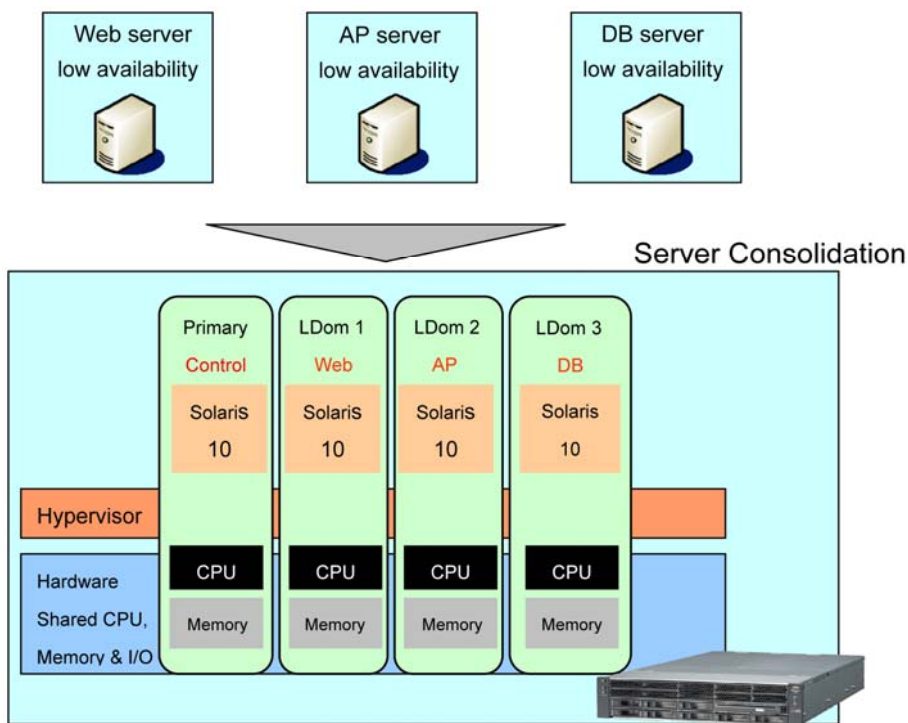 Web server
low availability
AP server
low availability
DB server
low availability
Server Consolidation
Primary
Control
Solaris
10
CPU
Memory
LDom 1
Web
Solaris
10
CPU
Memory
LDom 2
AP
Solaris
10
CPU
Memory
LDom 3
DB
Solaris
10
CPU
Memory
Hypervisor
Hardware
Shared CPU,
Memory & I/O